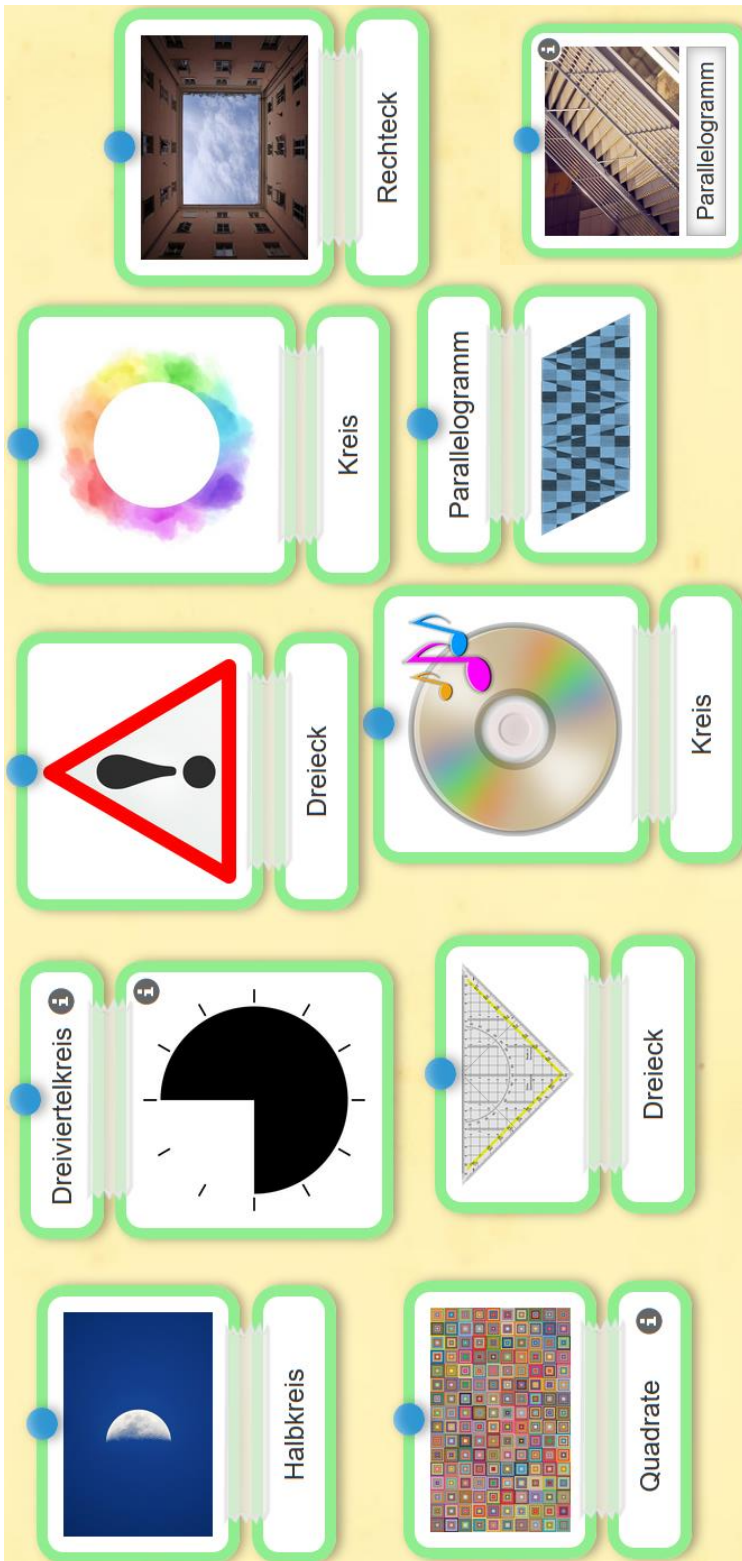 Halbkreis
Dreiviertelkreis
Dreieck
Kreis
Rechteck
Quadrate
Dreieck
Kreis
Parallelogramm
Parallelogramm